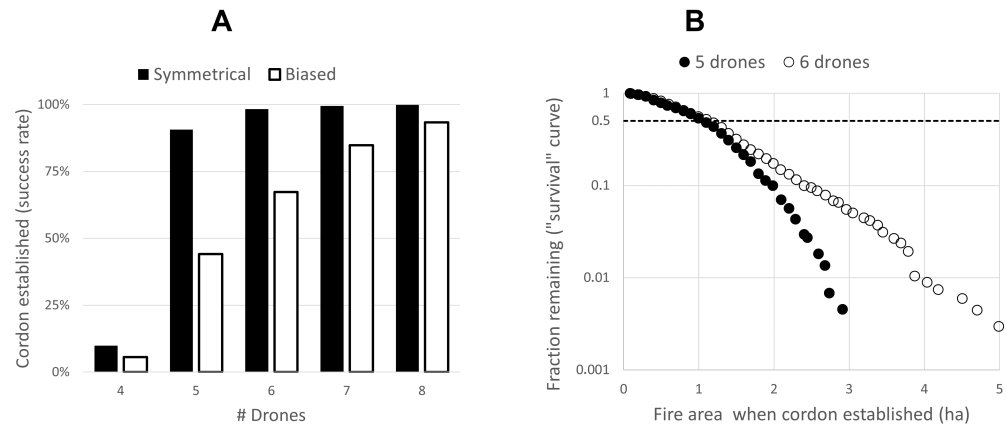 A
Symmetrical Biased
Cordon established (success rate)
100%
75%
50%
25%
0%
4 5 6 7 8
# Drones
B
5 drones 6 drones
Fraction remaining ("survival" curve)
1
0.5
0.1
0.01
0.001
0 1 2 3 4 5
Fire area when cordon established (ha)